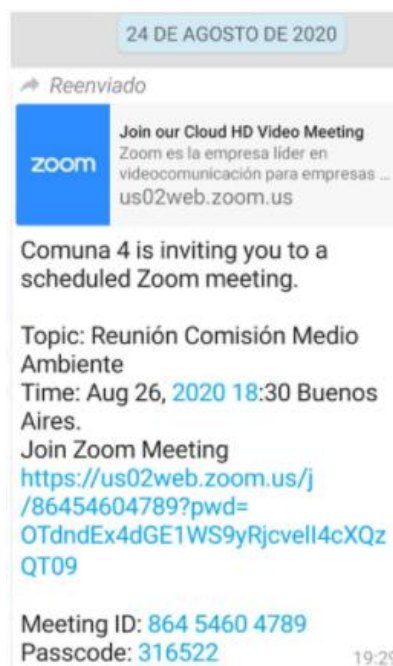 24 DE AGOSTO DE 2020
Reenviado
zoom
Join our Cloud HD Video Meeting
Zoom es la empresa líder en
videocomunicación para empresas ...
us02web.zoom.us
Comuna 4 is inviting you to a
scheduled Zoom meeting.
Topic: Reunión Comisión Medio
Ambiente
Time: Aug 26, 2020 18:30 Buenos
Aires.
Join Zoom Meeting
https://us02web.zoom.us/j
/86454604789?pwd=
OTdndEx4dGE1WS9yRjcvelI4cXQz
QT09
Meeting ID: 864 5460 4789
Passcode: 316522
19:29